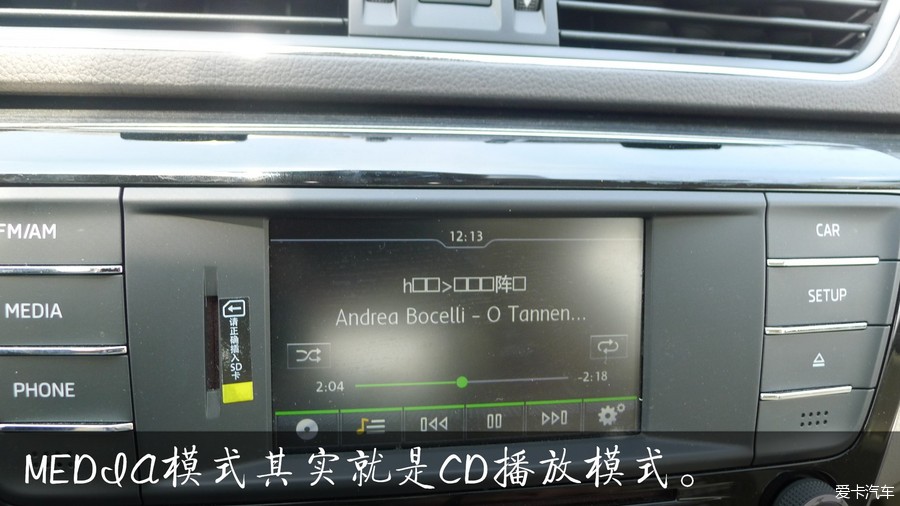 12:13
FM/AM
CAR
h□□>□□□阵□
MEDIA
SETUP
请正确插入SD卡
Andrea Bocelli - O Tannen...
PHONE
2:04
-2:18
MEDIA模式其实就是CD播放模式。
爱卡汽车